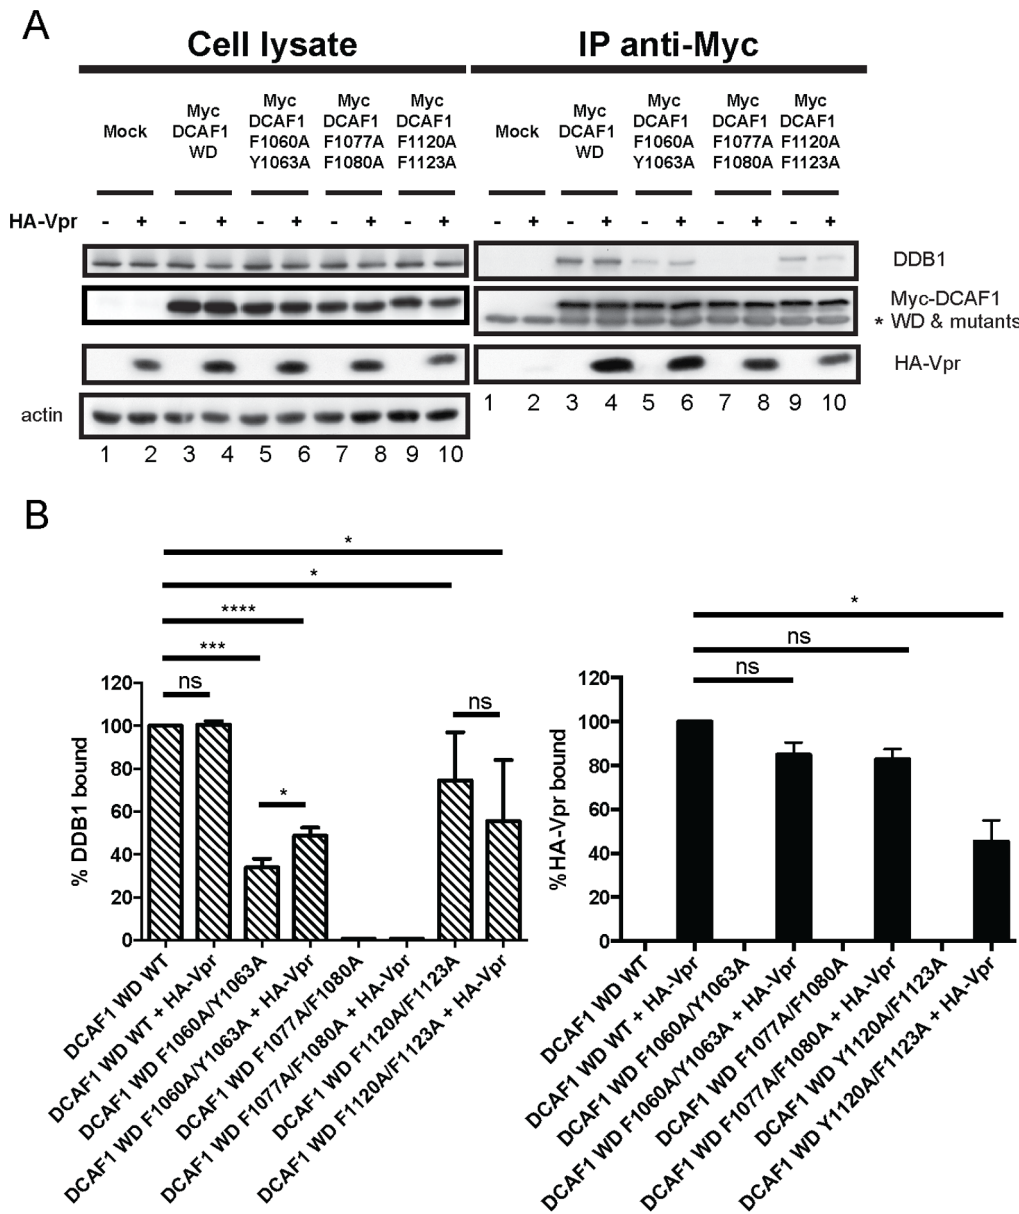 A
Cell lysate
IP anti-Myc
Mock
Myc
DCAF1
WD
Myc
DCAF1
F1060A
Y1063A
Myc
DCAF1
F1077A
F1080A
Myc
DCAF1
F1120A
F1123A
Mock
Myc
DCAF1
WD
Myc
DCAF1
F1060A
Y1063A
Myc
DCAF1
F1077A
F1080A
Myc
DCAF1
F1120A
F1123A
HA-Vpr - + - + - + - + - + - + - + - + - + - +
DDB1
Myc-DCAF1
* WD & mutants
HA-Vpr
1 2 3 4 5 6 7 8 9 10
actin
1 2 3 4 5 6 7 8 9 10
B
*
*
****
***
ns
*
ns
% DDB1 bound
120
100
80
60
40
20
0
DCAF1 WD WT
DCAF1 WD WT + HA-Vpr
DCAF1 WD F1060A/Y1063A
DCAF1 WD F1060A/Y1063A + HA-Vpr
DCAF1 WD F1077A/F1080A
DCAF1 WD F1077A/F1080A + HA-Vpr
DCAF1 WD F1120A/F1123A
DCAF1 WD F1120A/F1123A + HA-Vpr
*
ns
ns
%HA-Vpr bound
120
100
80
60
40
20
0
DCAF1 WD WT
DCAF1 WD WT + HA-Vpr
DCAF1 WD F1060A/Y1063A
DCAF1 WD F1060A/Y1063A + HA-Vpr
DCAF1 WD F1077A/F1080A
DCAF1 WD F1077A/F1080A + HA-Vpr
DCAF1 WD Y1120A/F1123A
DCAF1 WD Y1120A/F1123A + HA-Vpr